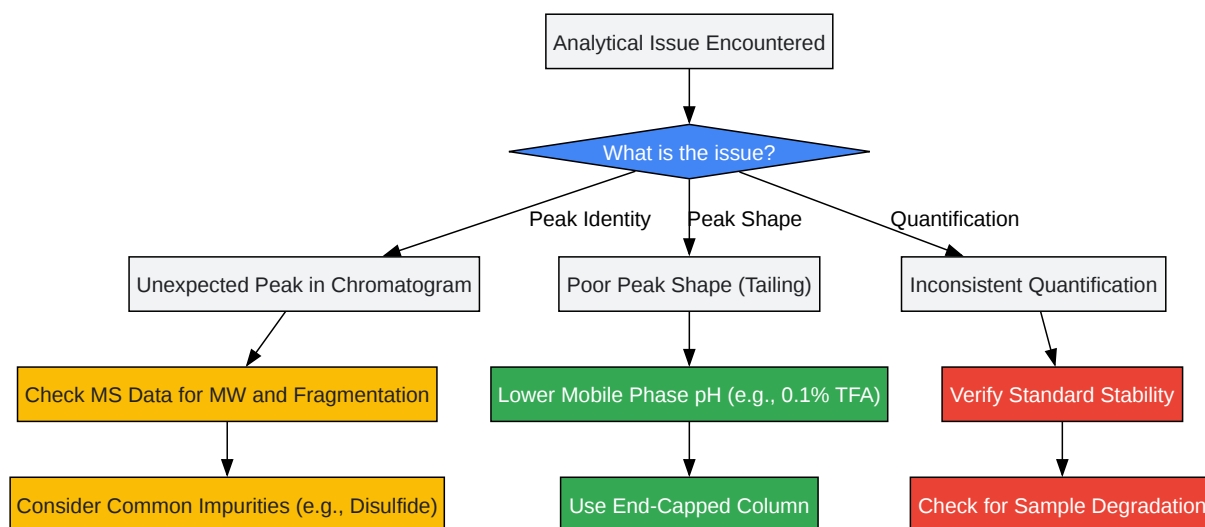 Analytical Issue Encountered
What is the issue?
Peak Identity
Peak Shape
Quantification
Unexpected Peak in Chromatogram
Poor Peak Shape (Tailing)
Inconsistent Quantification
Check MS Data for MW and Fragmentation
Lower Mobile Phase pH (e.g., 0.1% TFA)
Verify Standard Stability
Consider Common Impurities (e.g., Disulfide)
Use End-Capped Column
Check for Sample Degradation